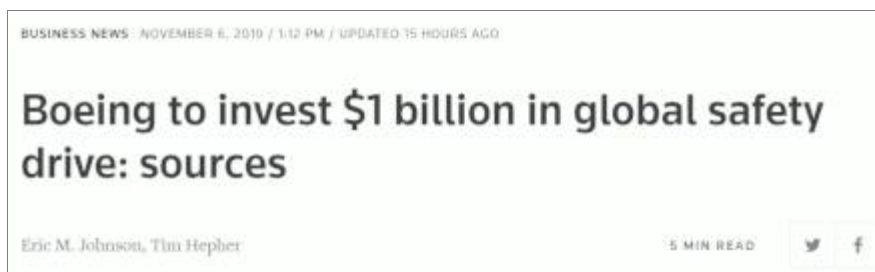 BUSINESS NEWS NOVEMBER 6, 2019 / 1:12 PM / UPDATED 15 HOURS AGO
Boeing to invest $1 billion in global safety
drive: sources
Eric M. Johnson, Tim Hepher
5 MIN READ